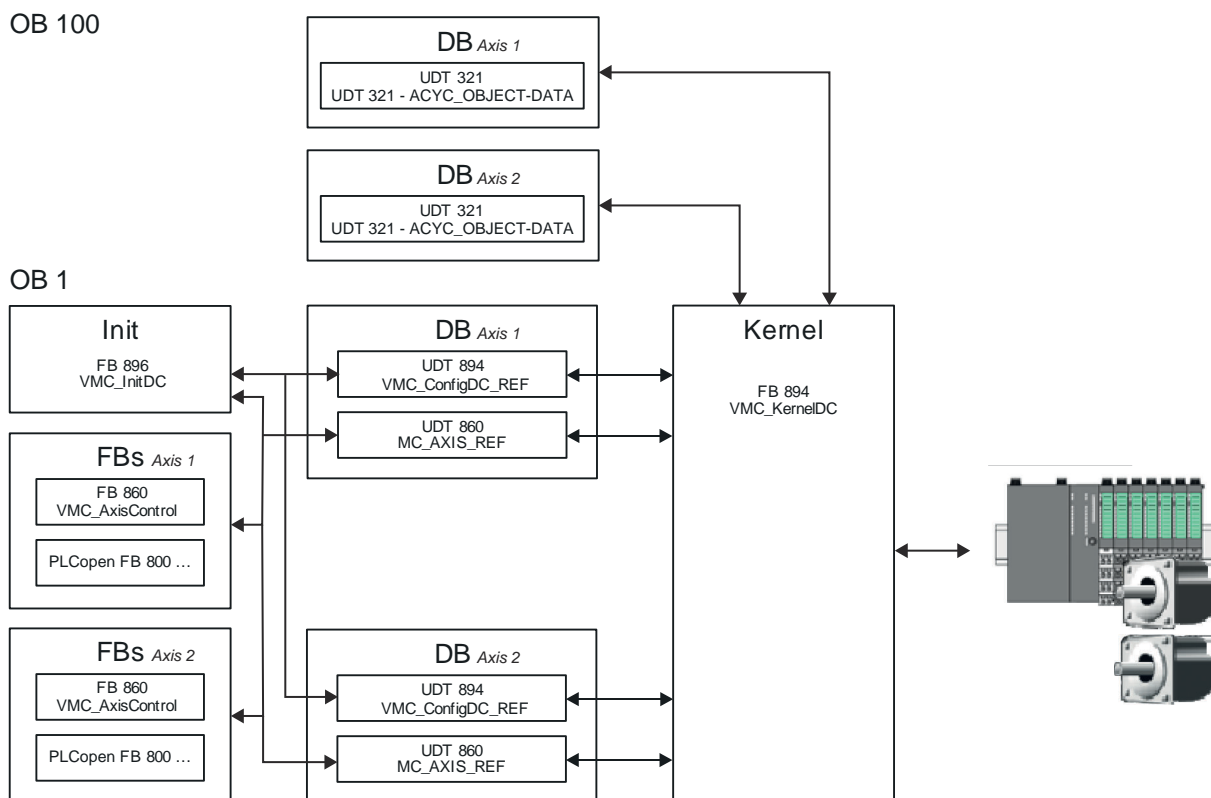 OB 100
DB Axis 1
UDT 321
UDT 321 - ACYC_OBJECT-DATA
DB Axis 2
UDT 321
UDT 321 - ACYC_OBJECT-DATA
OB 1
Init
FB 896
VMC_InitDC
FBs Axis 1
FB 860
VMC_AxisControl
PLCopen FB 800 …
FBs Axis 2
FB 860
VMC_AxisControl
PLCopen FB 800 …
DB Axis 1
UDT 894
VMC_ConfigDC_REF
UDT 860
MC_AXIS_REF
DB Axis 2
UDT 894
VMC_ConfigDC_REF
UDT 860
MC_AXIS_REF
Kernel
FB 894
VMC_KernelDC